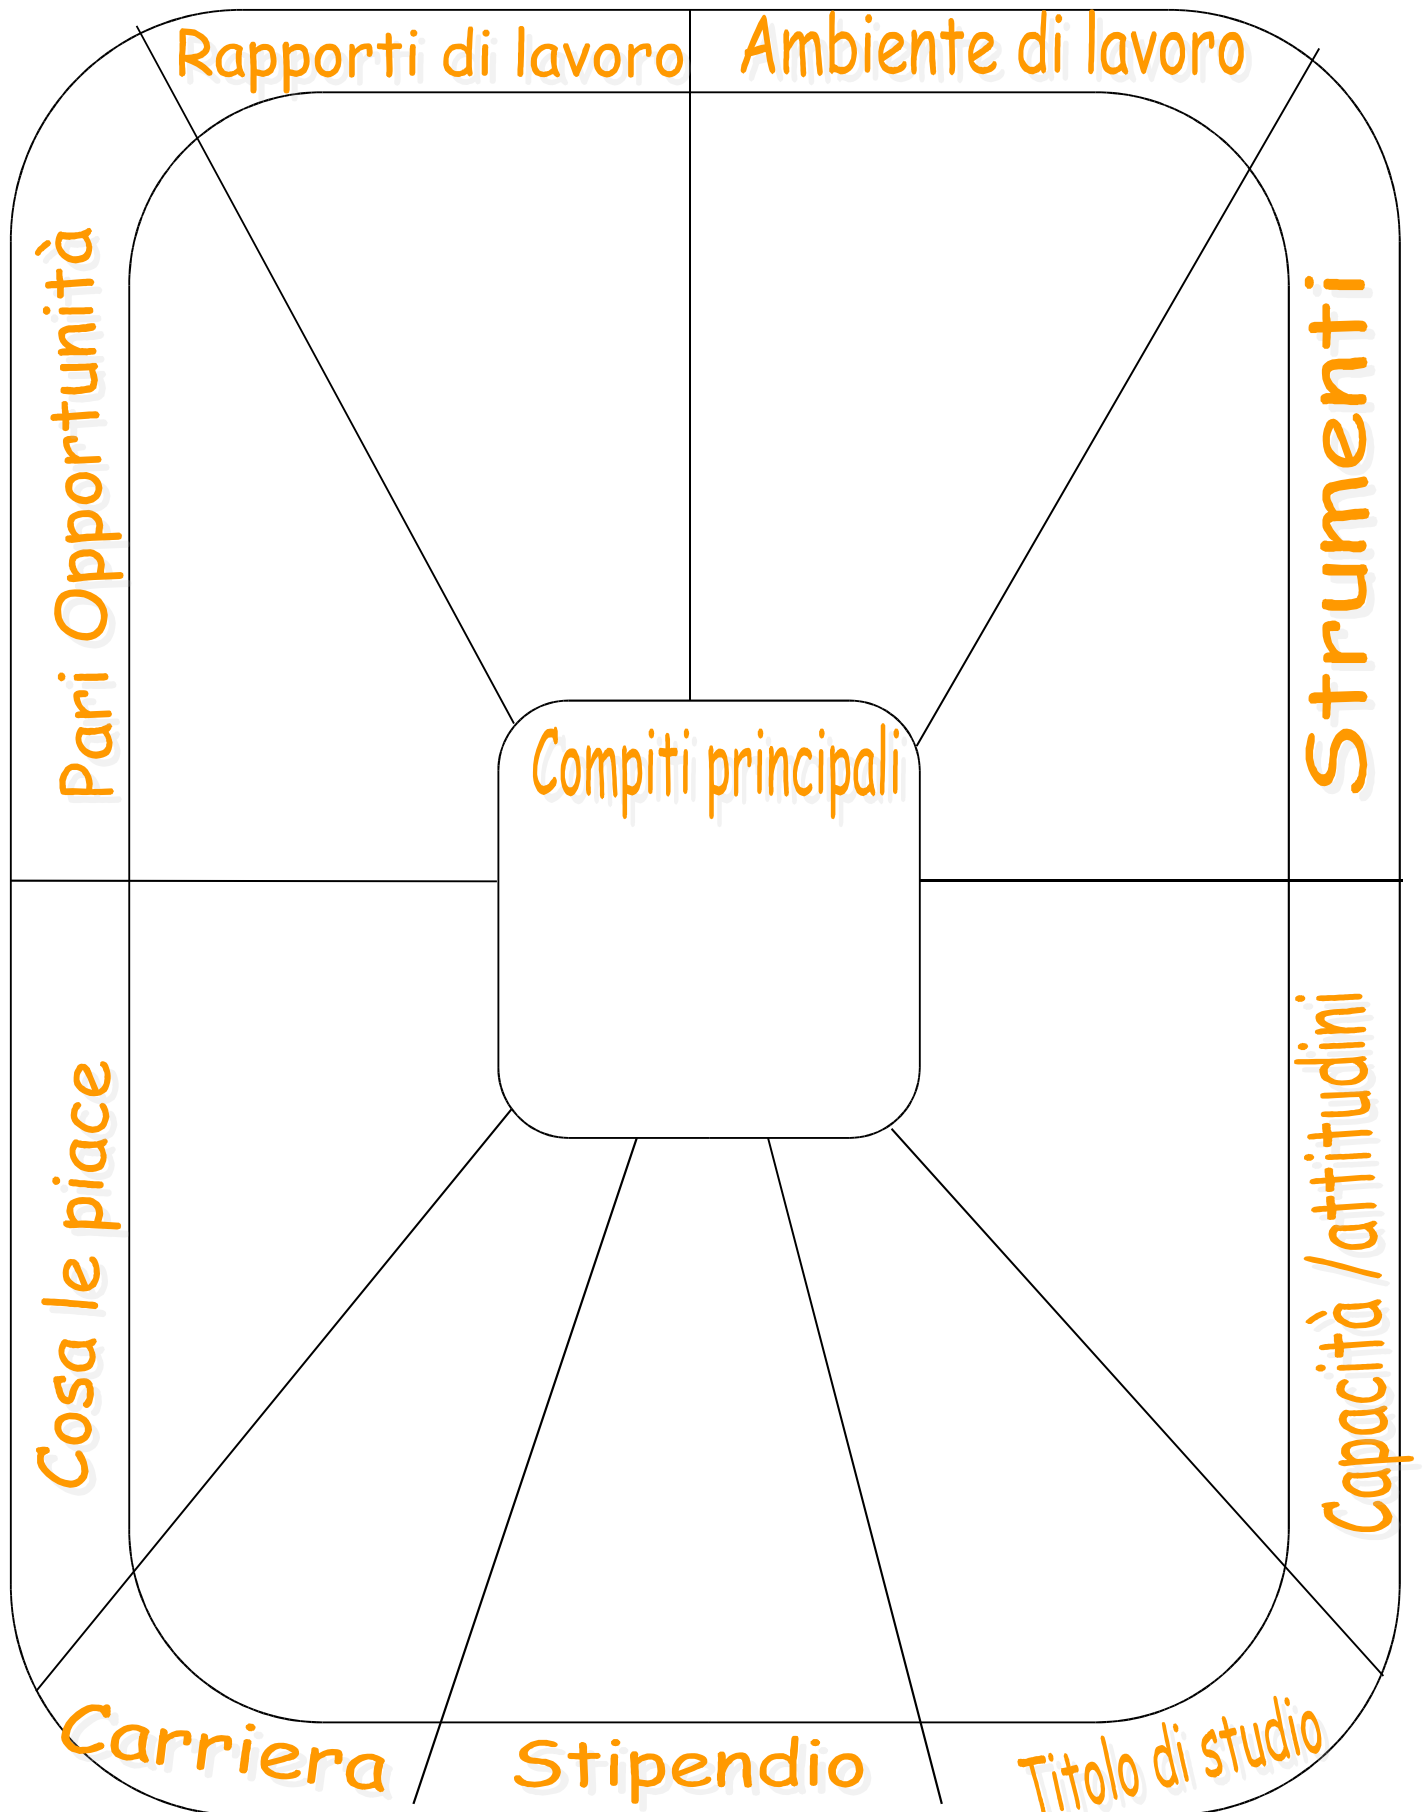 Rapporti di lavoro
Ambiente di lavoro
Pari Opportunità
Strumenti
Compiti principali
Cosa le piace
Capacità /attitudini
Carriera
Stipendio
Titolo di studio